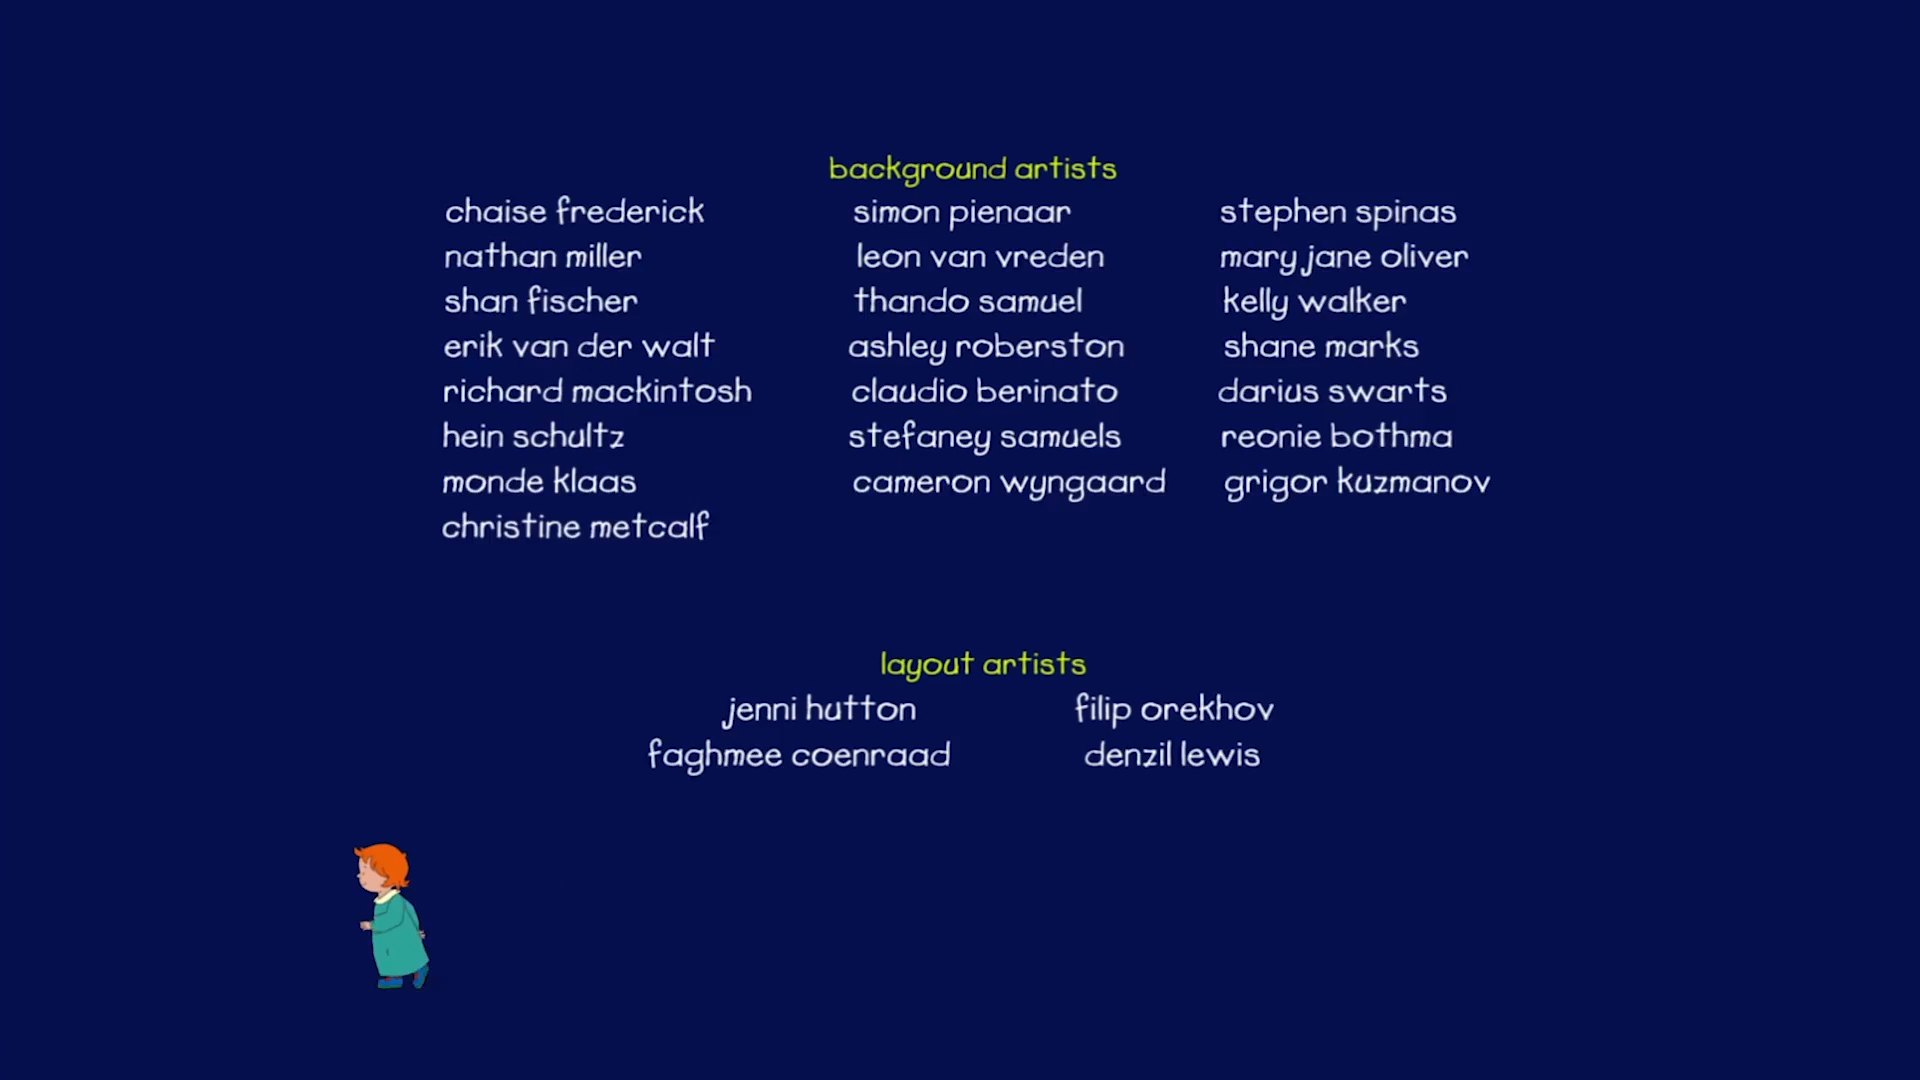 background artists
chaise frederick simon pienaar stephen spinas
nathan miller leon van vreden mary jane oliver
shan fischer thando samuel kelly walker
erik van der walt ashley roberston shane marks
richard mackintosh claudio berinato darius swarts
hein schultz stefaney samuels reonie bothma
monde klaas cameron wyngaard grigor kuzmanov
christine metcalf
layout artists
jenni hutton filip orekhov
faghmee coenraad denzil lewis